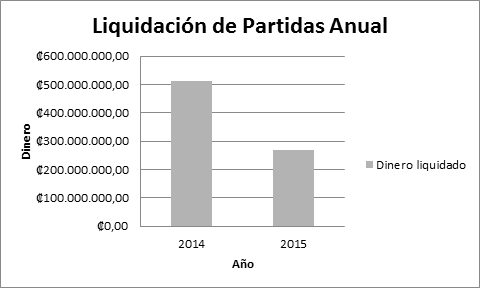 Liquidación de Partidas Anual
₡600.000.000,00
₡500.000.000,00
₡400.000.000,00
₡300.000.000,00
₡200.000.000,00
₡100.000.000,00
₡0,00
Dinero
2014
2015
Año
Dinero liquidado